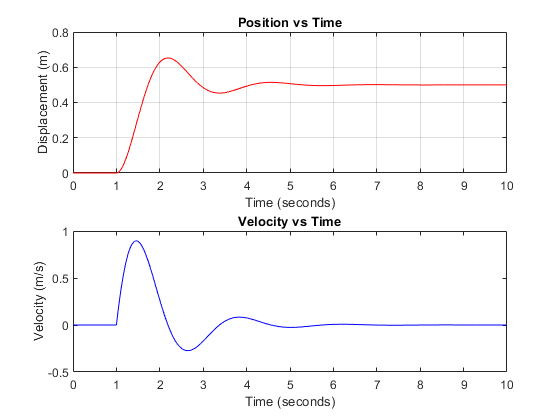 Position vs Time
Displacement (m)
0.8
0.6
0.4
0.2
0
0 1 2 3 4 5 6 7 8 9 10
Time (seconds)
Velocity vs Time
Velocity (m/s)
1
0.5
0
-0.5
0 1 2 3 4 5 6 7 8 9 10
Time (seconds)